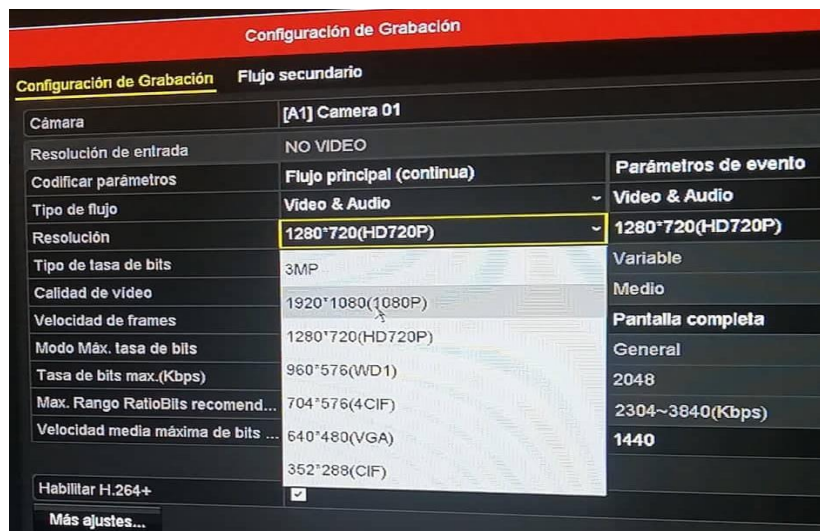 Configuración de Grabación
Configuración de Grabación Flujo secundario
Cámara [A1] Camera 01
Resolución de entrada NO VIDEO
Codificar parámetros Flujo principal (continua) Parámetros de evento
Tipo de flujo Video & Audio Video & Audio
Resolución 1280*720(HD720P) 1280*720(HD720P)
Tipo de tasa de bits Variable
3MP
Calidad de vídeo Medio
1920*1080(1080P)
Velocidad de frames Pantalla completa
1280*720(HD720P)
Modo Máx. tasa de bits General
960*576(WD1)
Tasa de bits max.(Kbps) 2048
Max. Rango RatioBits recomend... 704*576(4CIF) 2304~3840(Kbps)
Velocidad media máxima de bits ... 640*480(VGA) 1440
352*288(CIF)
Habilitar H.264+
Más ajustes...